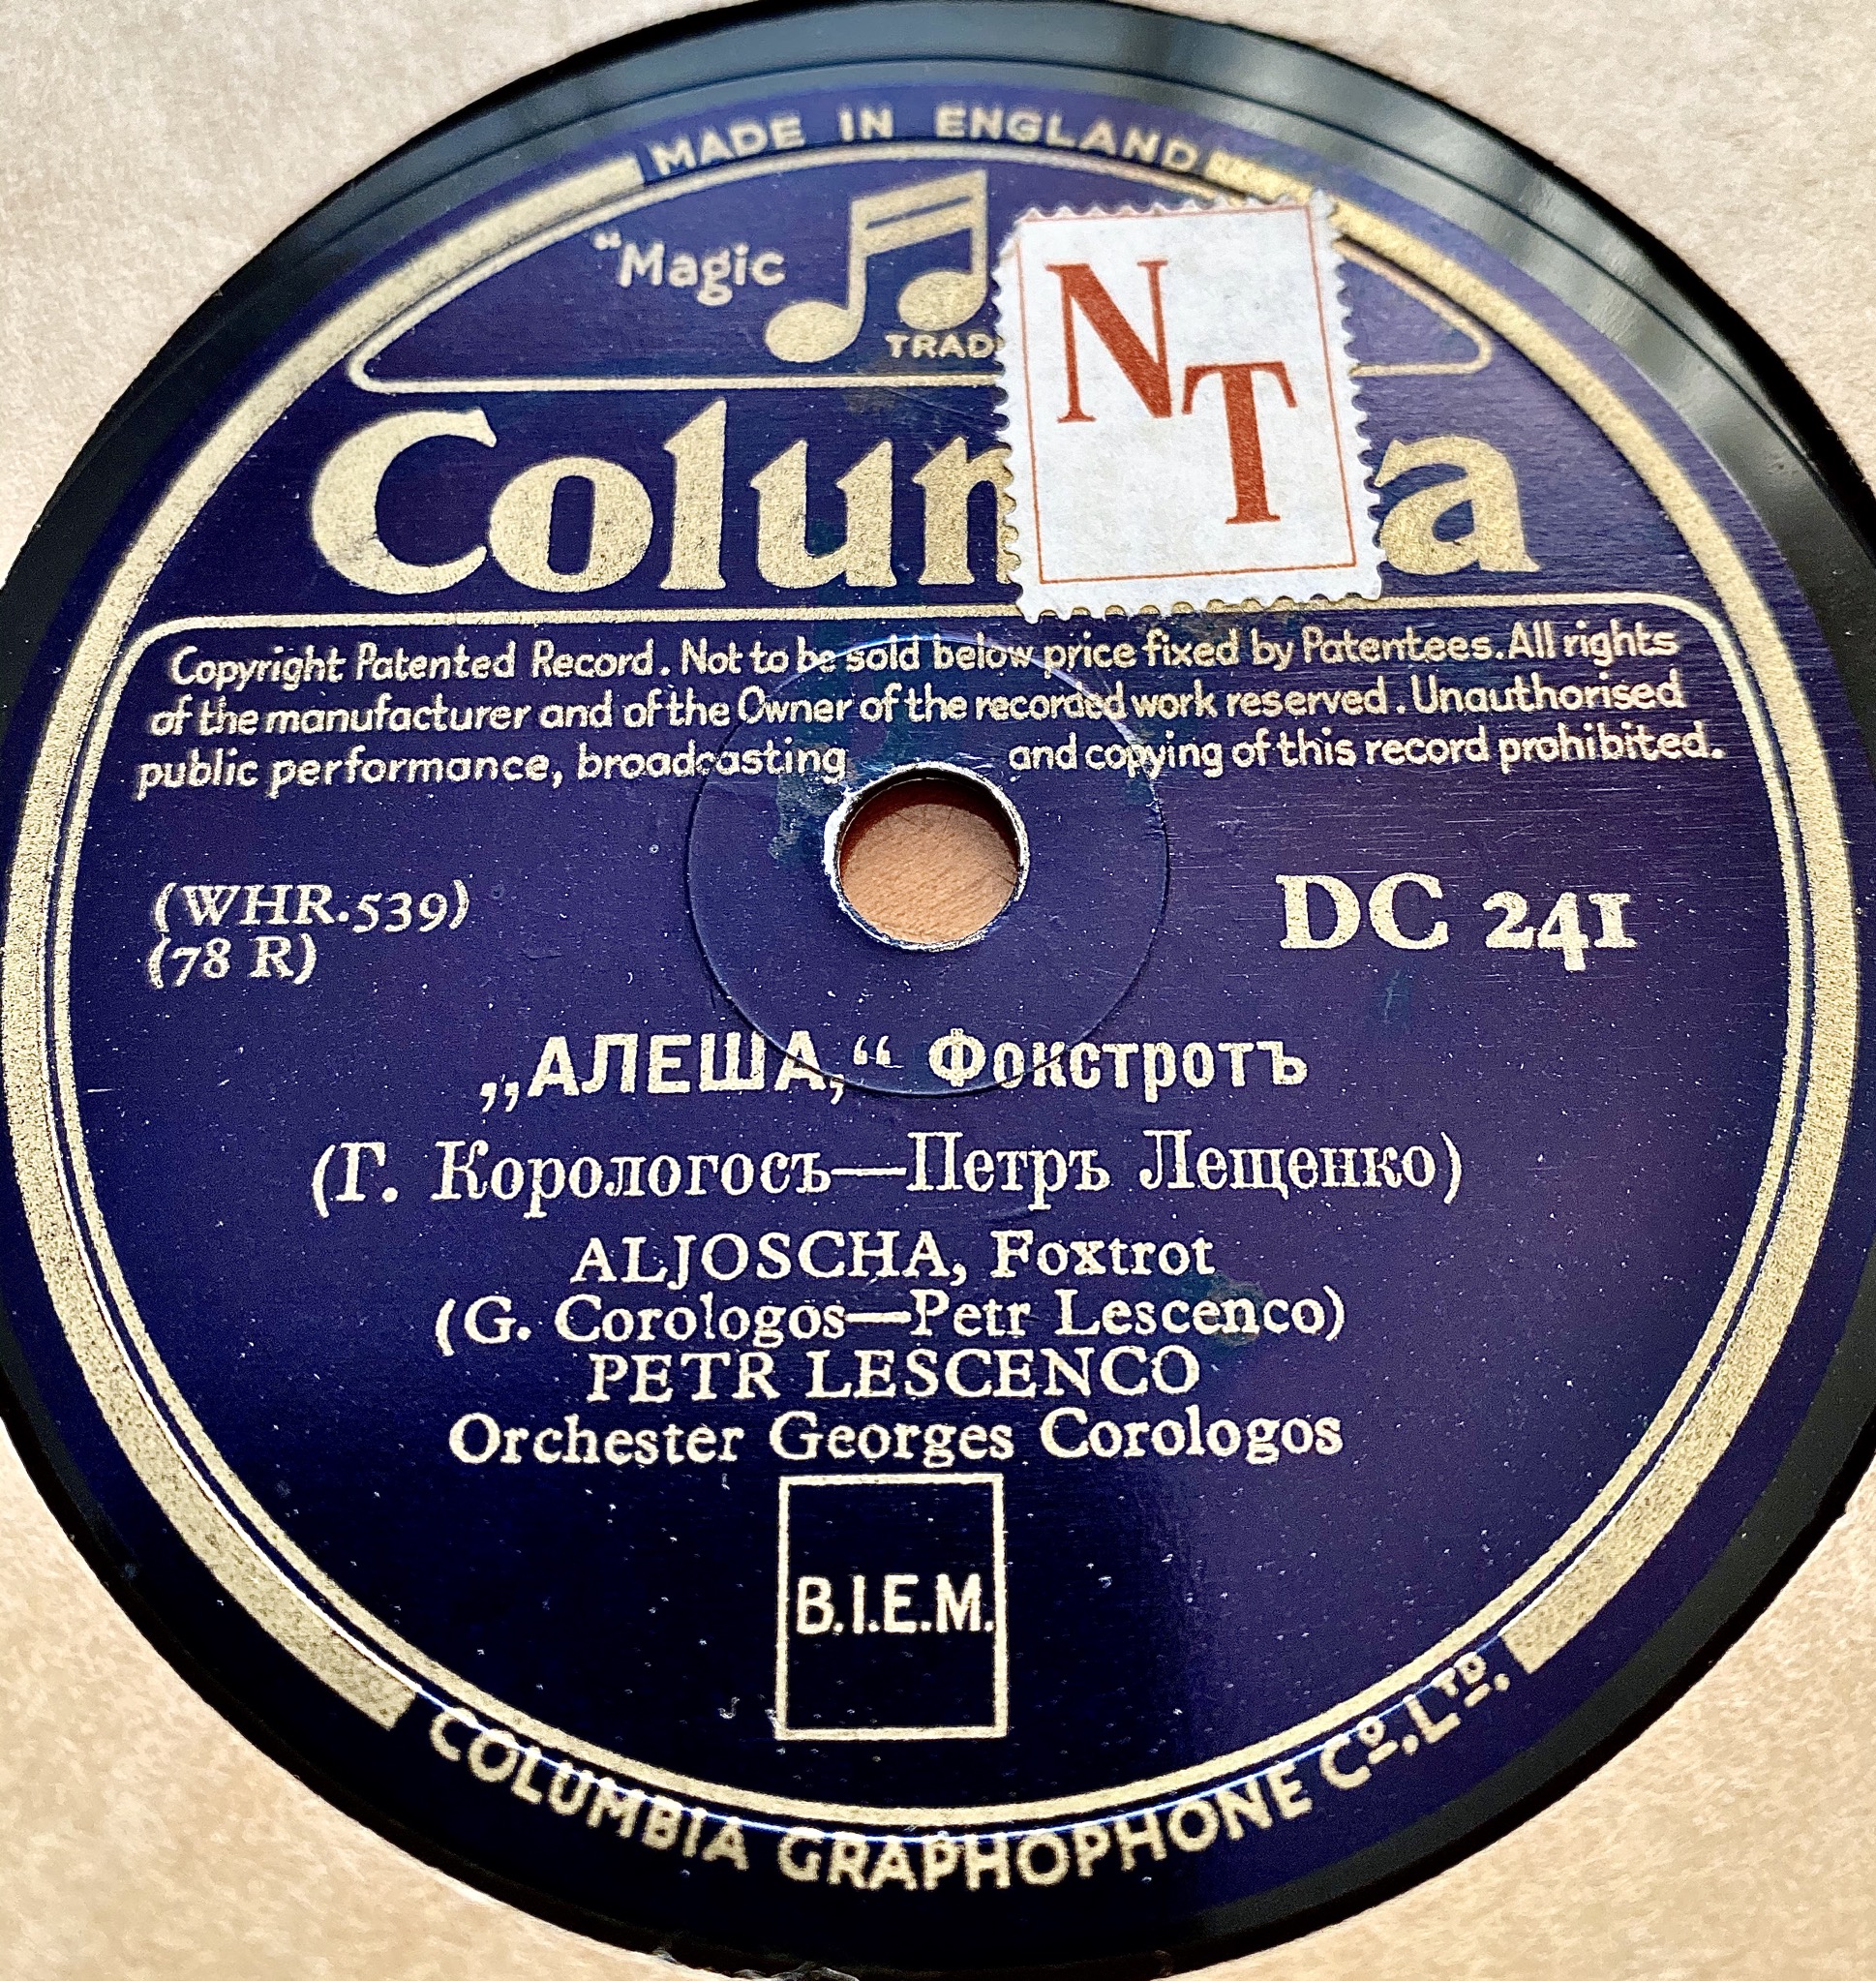 MADE IN ENGLAND
"Magic
NT
Copyright Patented Record. Not to be sold below price fixed by Patentees. All rights
of the manufacturer and of the Owner of the recorded work reserved. Unauthorised
public performance, broadcasting and copying of this record prohibited.
(WHR.539)
(78 R)
DC 241
„АЛЕША,“ Фокстротъ
(Г. Корологосъ—Петръ Лещенко)
ALJOSCHA, Foxtrot
(G. Corologos—Petr Lescenco)
PETR LESCENCO
Orchester Georges Corologos
B.I.E.M.
COLUMBIA GRAPHOPHONE Co., LTD.